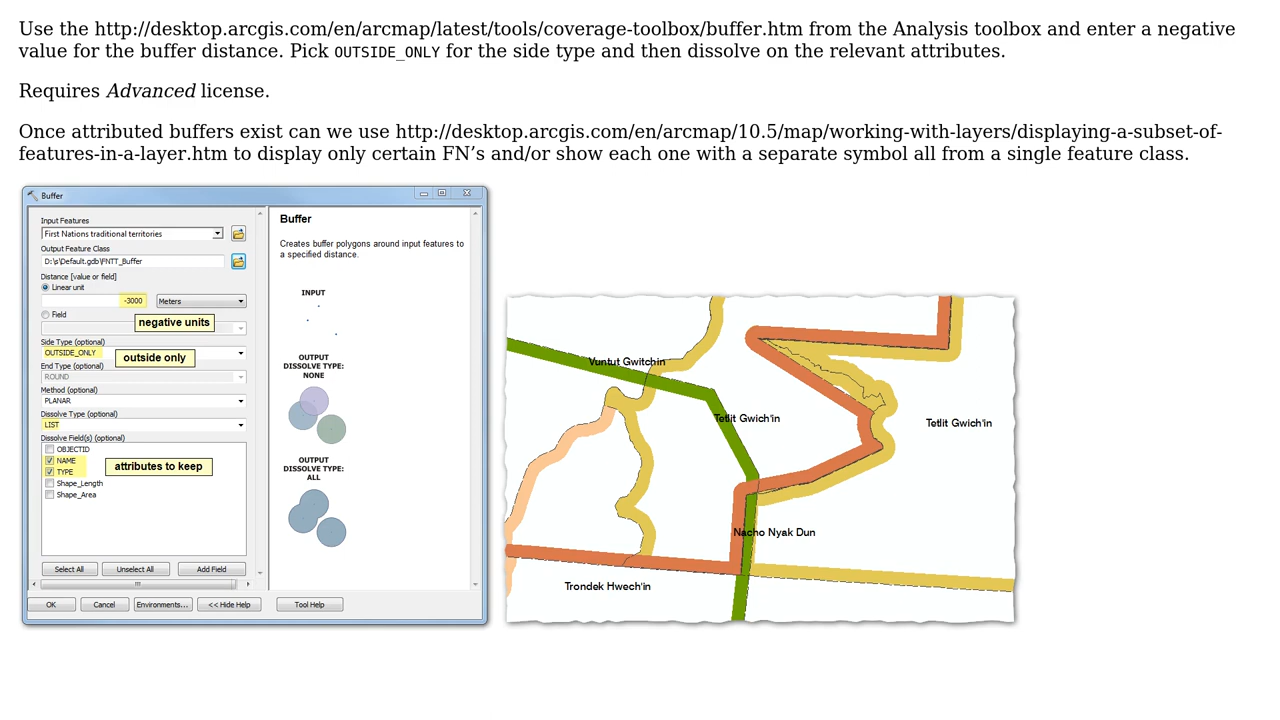 Use the http://desktop.arcgis.com/en/arcmap/latest/tools/coverage-toolbox/buffer.htm from the Analysis toolbox and enter a negative
value for the buffer distance. Pick OUTSIDE_ONLY for the side type and then dissolve on the relevant attributes.
Requires Advanced license.
Once attributed buffers exist can we use http://desktop.arcgis.com/en/arcmap/10.5/map/working-with-layers/displaying-a-subset-of-
features-in-a-layer.htm to display only certain FN's and/or show each one with a separate symbol all from a single feature class.
Buffer
Input Features
First Nations traditional territories
Output Feature Class
D:\s\Default.gdb\FNTT_Buffer
Distance [value or field]
Linear unit
-3000 Meters
Field
negative units
Side Type (optional)
OUTSIDE_ONLY
outside only
End Type (optional)
ROUND
Method (optional)
PLANAR
Dissolve Type (optional)
LIST
Dissolve Field(s) (optional)
OBJECTID
NAME
TYPE
attributes to keep
Shape_Length
Shape_Area
Select All Unselect All Add Field
OK Cancel Environments... << Hide Help Tool Help
Buffer
Creates buffer polygons around input features to
a specified distance.
INPUT
OUTPUT
DISSOLVE TYPE:
NONE
OUTPUT
DISSOLVE TYPE:
ALL
Vuntut Gwitchin
Tetlit Gwich'in
Tetlit Gwich'in
Nacho Nyak Dun
Trondek Hwech'in